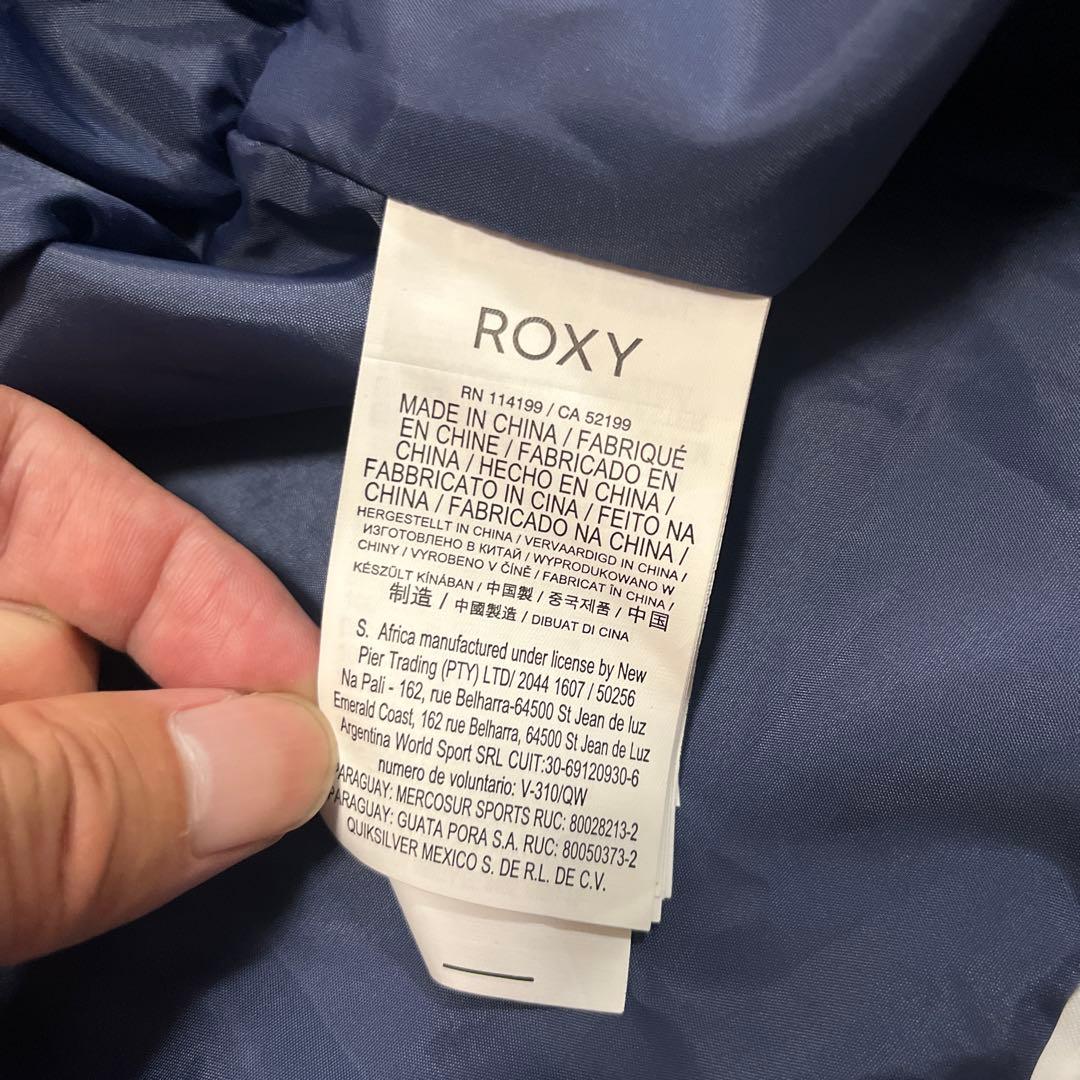 ROXY
RN 114199 / CA 52199
MADE IN CHINA / FABRIQUÉ
EN CHINE / FABRICADO EN
CHINA / HECHO EN CHINA /
FABBRICATO IN CINA / FEITO NA
CHINA / FABRICADO NA CHINA /
HERGESTELLT IN CHINA / VERVAARDIGD IN CHINA /
ИЗГОТОВЛЕНО В КИТАЙ / WYPRODUKOWANO W
CHINY / VYROBENO V ČÍNĚ / FABRICAT ÎN CHINA /
KÉSZÜLT KÍNÁBAN / 中国製 / 중국제품 / 中国
制造 / 中國製造 / DIBUAT DI CINA
S. Africa manufactured under license by New
Pier Trading (PTY) LTD/ 2044 1607 / 50256
Na Pali - 162, rue Belharra-64500 St Jean de luz
Emerald Coast, 162 rue Belharra, 64500 St Jean de Luz
Argentina World Sport SRL CUIT:30-69120930-6
numero de voluntario: V-310/QW
PARAGUAY: MERCOSUR SPORTS RUC: 80028213-2
PARAGUAY: GUATA PORA S.A. RUC: 80050373-2
QUIKSILVER MEXICO S. DE R.L. DE C.V.